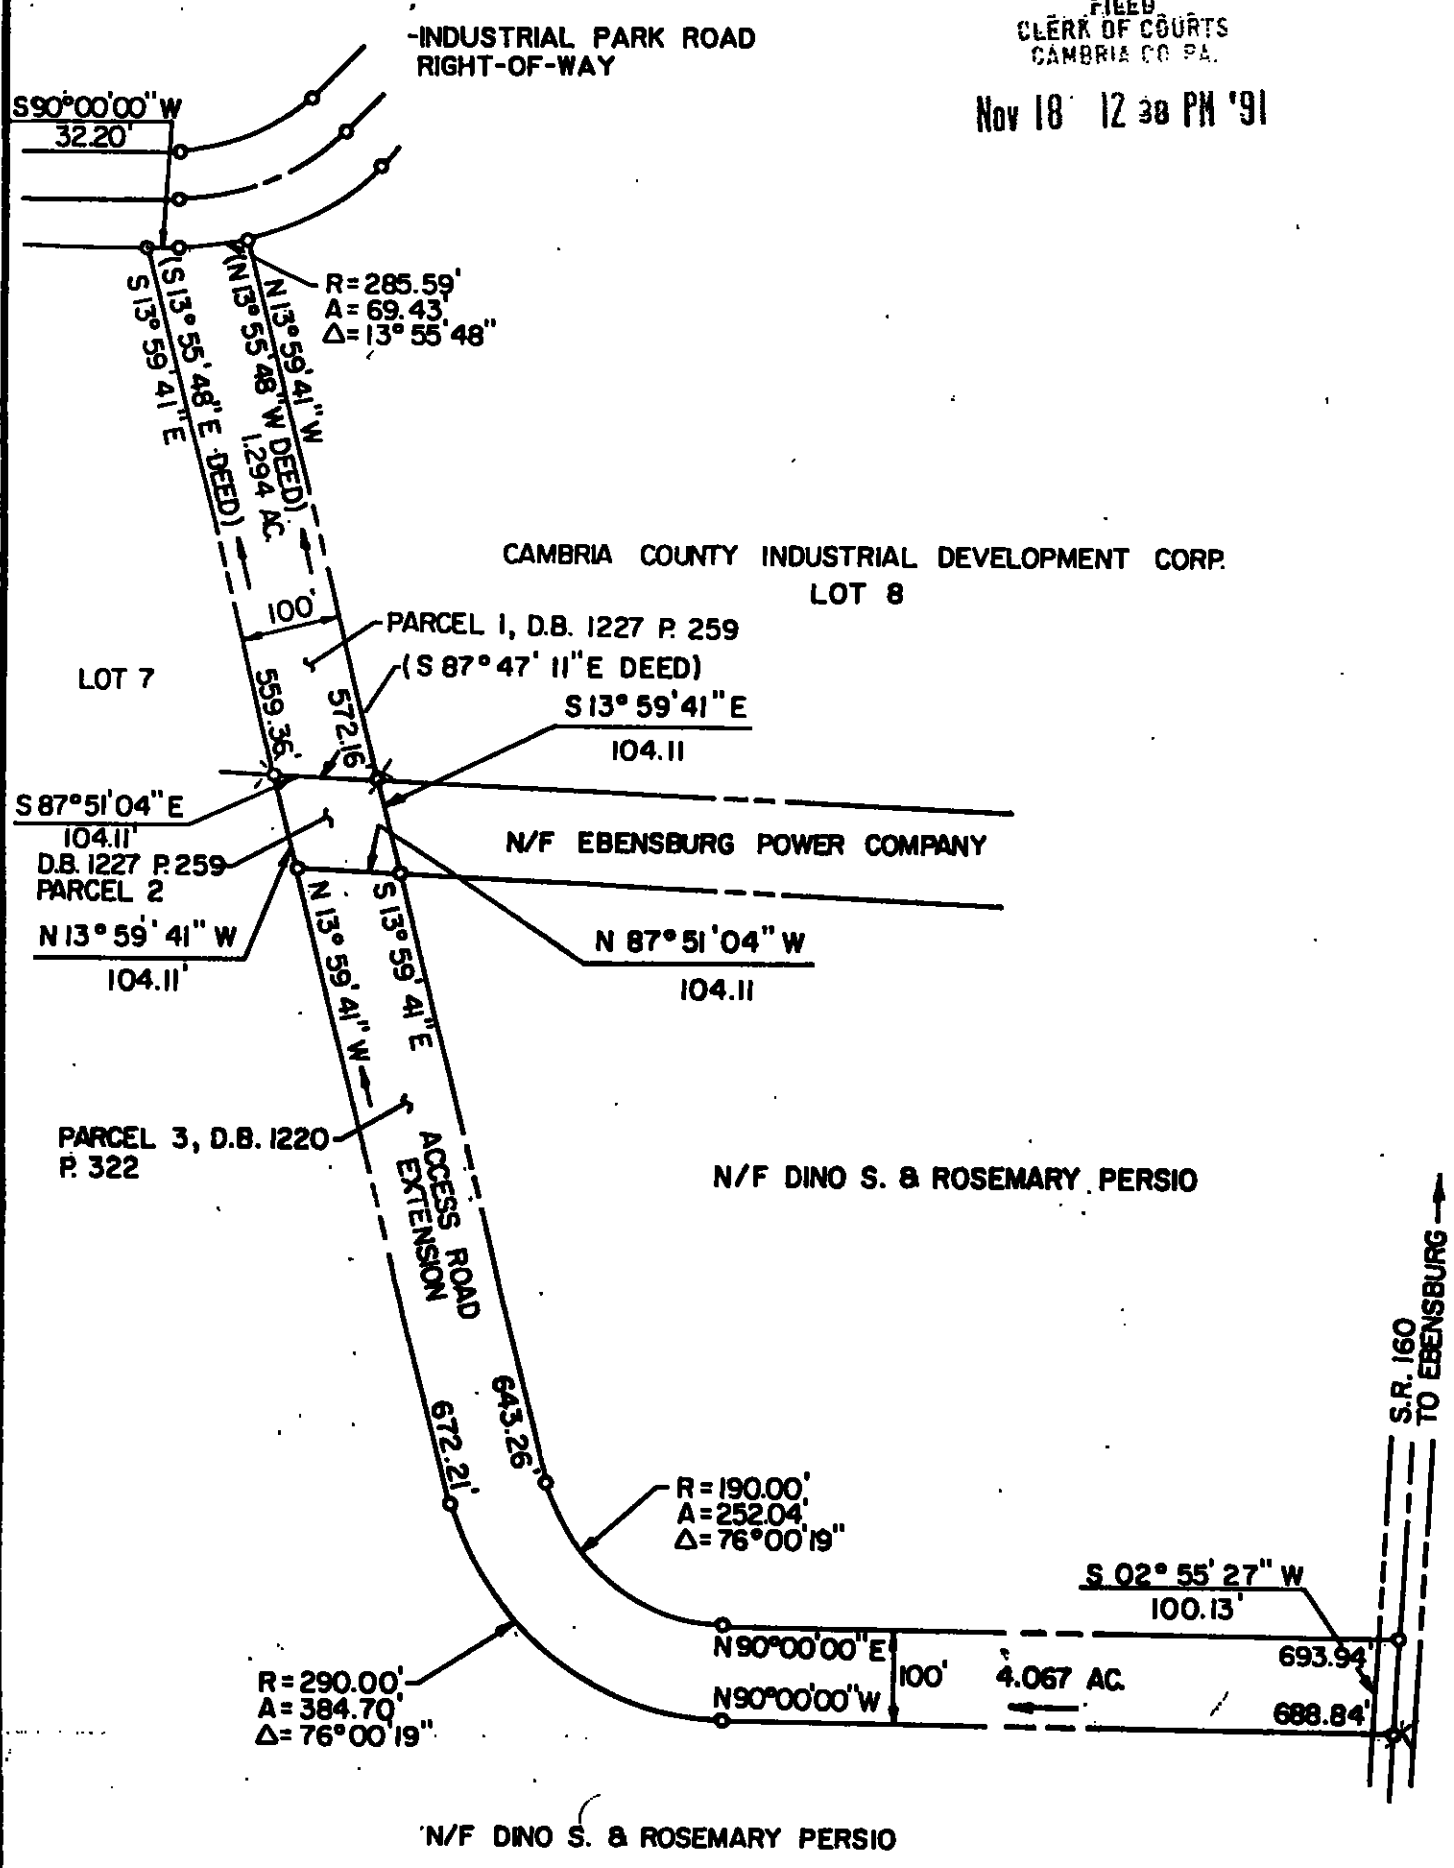 FILED
CLERK OF COURTS
CAMBRIA CO PA.
Nov 18 12 38 PM '91
INDUSTRIAL PARK ROAD
RIGHT-OF-WAY
S90°00'00"W
32.20'
R=285.59'
A=69.43'
Δ=13°55'48"
S 13°59'41"E
(S 13°55'48"E DEED)
(N 13°55'48"W DEED)
N 13°59'41"W
1.294 AC.
CAMBRIA COUNTY INDUSTRIAL DEVELOPMENT CORP.
LOT 8
100'
PARCEL 1, D.B. 1227 P. 259
(S 87°47'11"E DEED)
LOT 7
559.36'
572.16'
S 13°59'41"E
104.11
S 87°51'04"E
104.11'
D.B. 1227 P. 259
PARCEL 2
N/F EBENSBURG POWER COMPANY
N 13°59'41"W
104.11'
N 87°51'04"W
104.11
N 13°59'41"W
S 13°59'41"E
PARCEL 3, D.B. 1220
P. 322
ACCESS ROAD
EXTENSION
N/F DINO S. & ROSEMARY PERSIO
S.R. 160
TO EBENSBURG
672.21'
643.26'
R=190.00'
A=252.04'
Δ=76°00'19"
S 02°55'27"W
100.13'
N90°00'00"E
693.94'
R=290.00'
A=384.70'
Δ=76°00'19"
N90°00'00"W
100'
4.067 AC.
688.84'
N/F DINO S. & ROSEMARY PERSIO